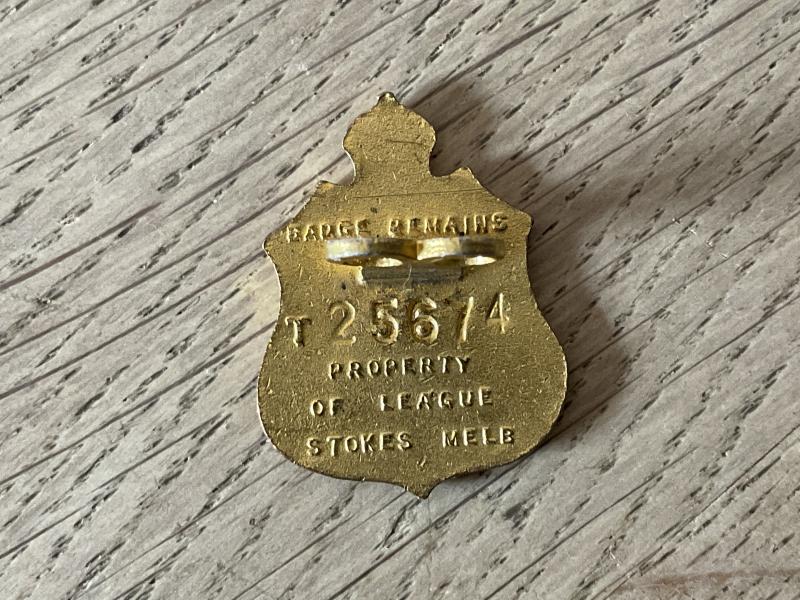 BADGE REMAINS
T 25674
PROPERTY
OF LEAGUE
STOKES MELB